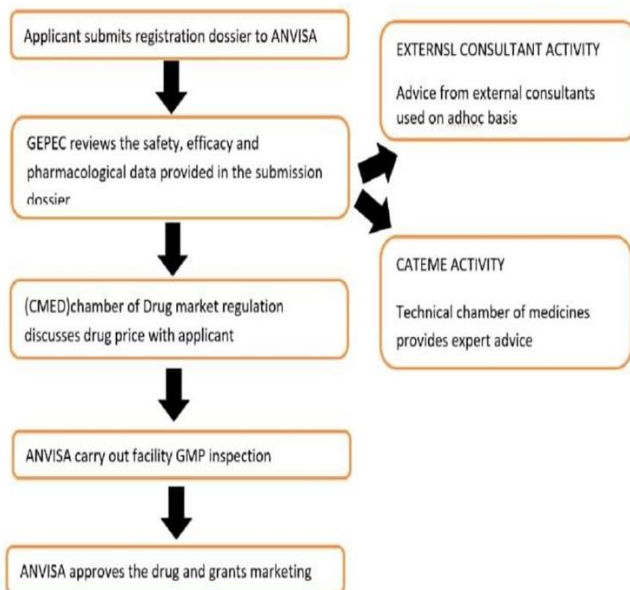 Applicant submits registration dossier to ANVISA
EXTERNSL CONSULTANT ACTIVITY
Advice from external consultants
used on adhoc basis
GEPEC reviews the safety, efficacy and
pharmacological data provided in the submission
dossier
CATEME ACTIVITY
Technical chamber of medicines
provides expert advice
(CMED)chamber of Drug market regulation
discusses drug price with applicant
ANVISA carry out facility GMP inspection
ANVISA approves the drug and grants marketing